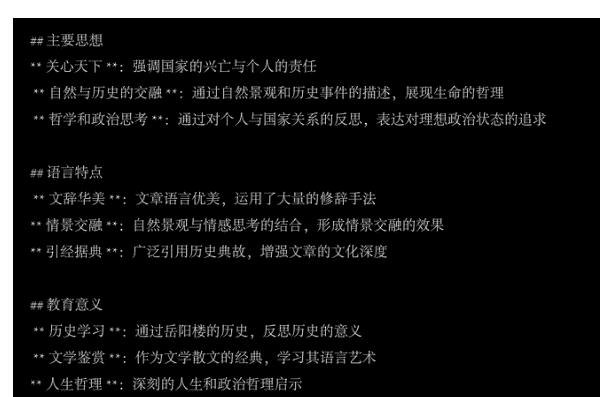 ## 主要思想
** 关心天下 **：强调国家的兴亡与个人的责任
** 自然与历史的交融 **：通过自然景观和历史事件的描述，展现生命的哲理
** 哲学和政治思考 **：通过对个人与国家关系的反思，表达对理想政治状态的追求
## 语言特点
** 文辞华美 **：文章语言优美，运用了大量的修辞手法
** 情景交融 **：自然景观与情感思考的结合，形成情景交融的效果
** 引经据典 **：广泛引用历史典故，增强文章的文化深度
## 教育意义
** 历史学习 **：通过岳阳楼的历史，反思历史的意义
** 文学鉴赏 **：作为文学散文的经典，学习其语言艺术
** 人生哲理 **：深刻的人生和政治哲理启示